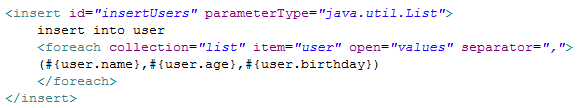 <insert id="insertUsers" parameterType="java.util.List">
insert into user
<foreach collection="list" item="user" open="values" separator=",">
(#{user.name},#{user.age},#{user.birthday})
</foreach>
</insert>